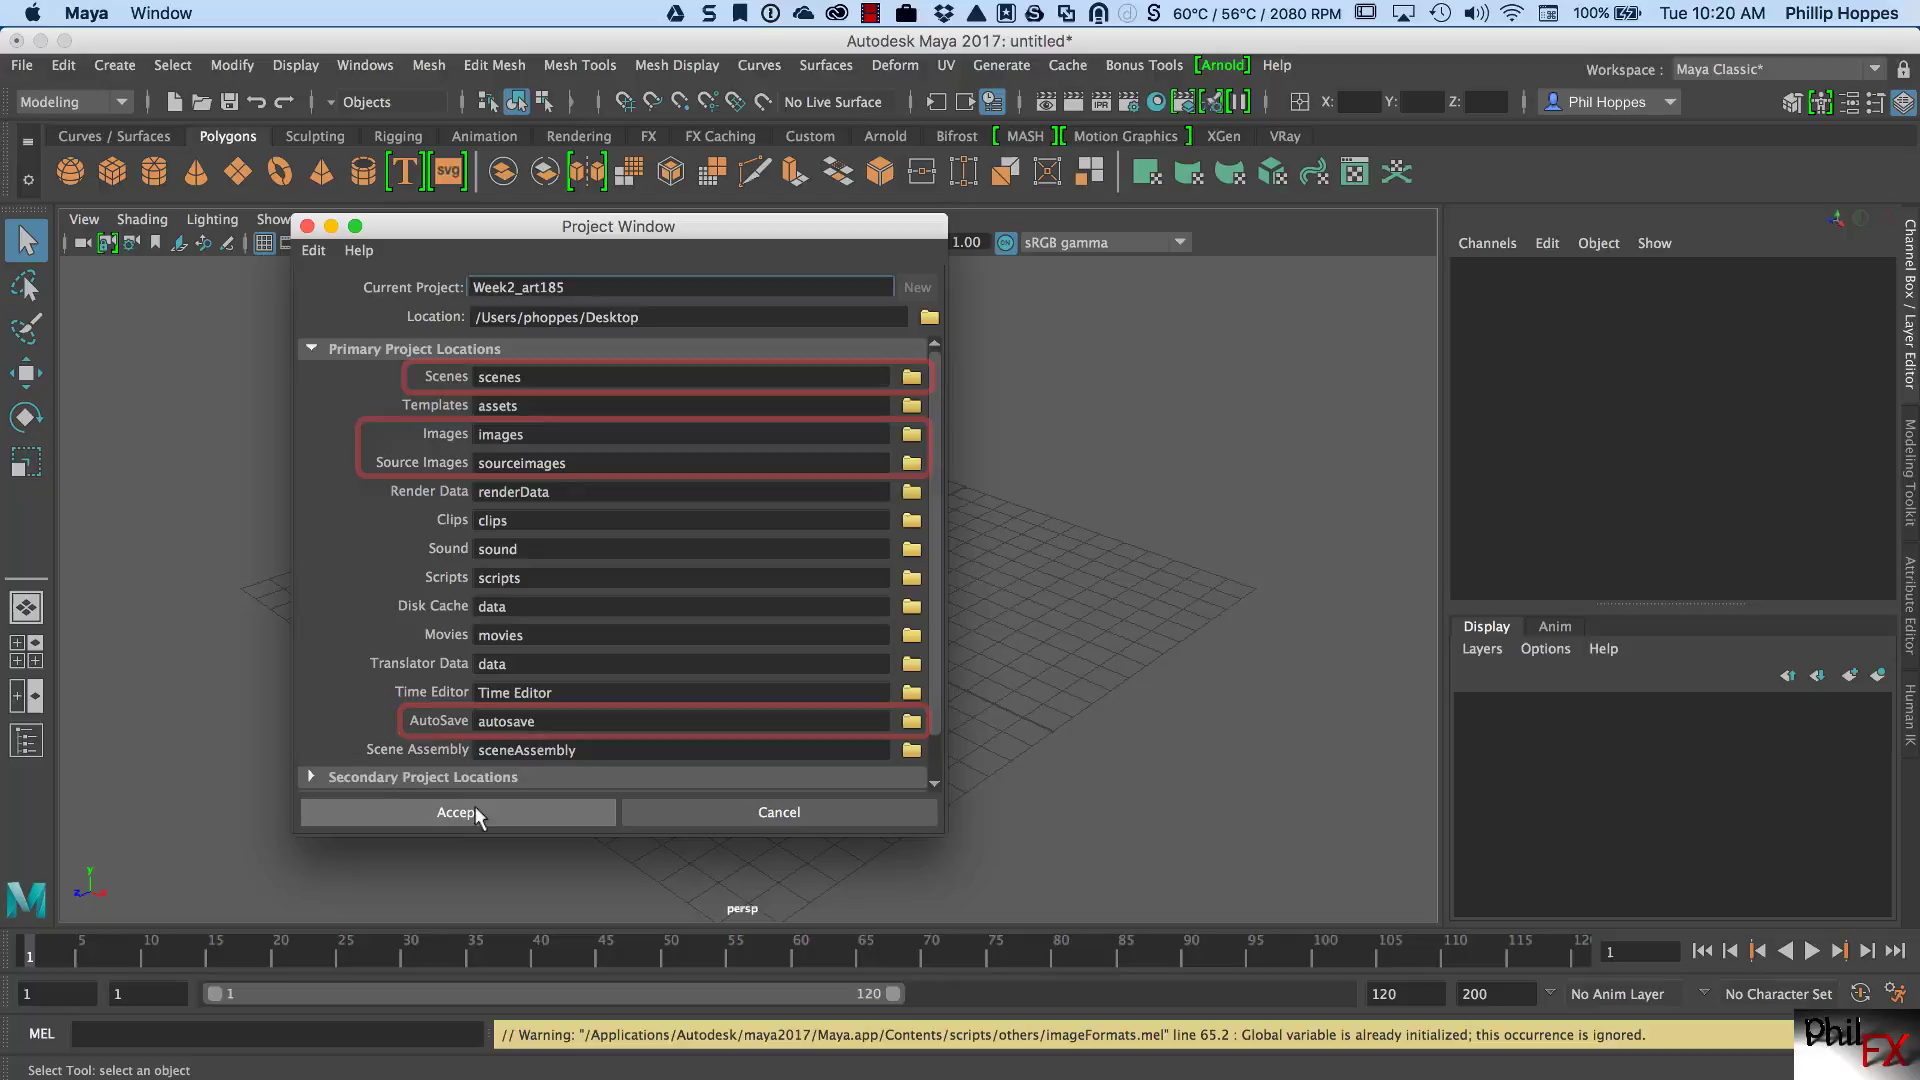 Maya Window 60°C / 56°C / 2080 RPM 100% Tue 10:20 AM Phillip Hoppes
Autodesk Maya 2017: untitled*
File Edit Create Select Modify Display Windows Mesh Edit Mesh Mesh Tools Mesh Display Curves Surfaces Deform UV Generate Cache Bonus Tools [Arnold] Help Workspace : Maya Classic*
Modeling Objects No Live Surface IPR X: Y: Z: Phil Hoppes
Curves / Surfaces Polygons Sculpting Rigging Animation Rendering FX FX Caching Custom Arnold Bifrost [ MASH ] [ Motion Graphics ] XGen VRay
T svg
View Shading Lighting Show
Project Window
1.00 ON sRGB gamma
Channels Edit Object Show
Edit Help
Current Project: Week2_art185 New
Location: /Users/phoppes/Desktop
Primary Project Locations
Scenes scenes
Templates assets
Images images
Source Images sourceimages
Render Data renderData
Clips clips
Sound sound
Scripts scripts
Disk Cache data
Movies movies
Translator Data data
Time Editor Time Editor
AutoSave autosave
Scene Assembly sceneAssembly
Secondary Project Locations
Accep
Cancel
Channel Box / Layer Editor
Modeling Toolkit
Attribute Editor
Human IK
Display Anim
Layers Options Help
y
z
persp
1 5 10 15 20 25 30 35 40 45 50 55 60 65 70 75 80 85 90 95 100 105 110 115 12 1
1 1 1 120 120 200 No Anim Layer No Character Set
MEL // Warning: "/Applications/Autodesk/maya2017/Maya.app/Contents/scripts/others/imageFormats.mel" line 65.2 : Global variable is already initialized; this occurrence is ignored.
Phil FX
Select Tool: select an object